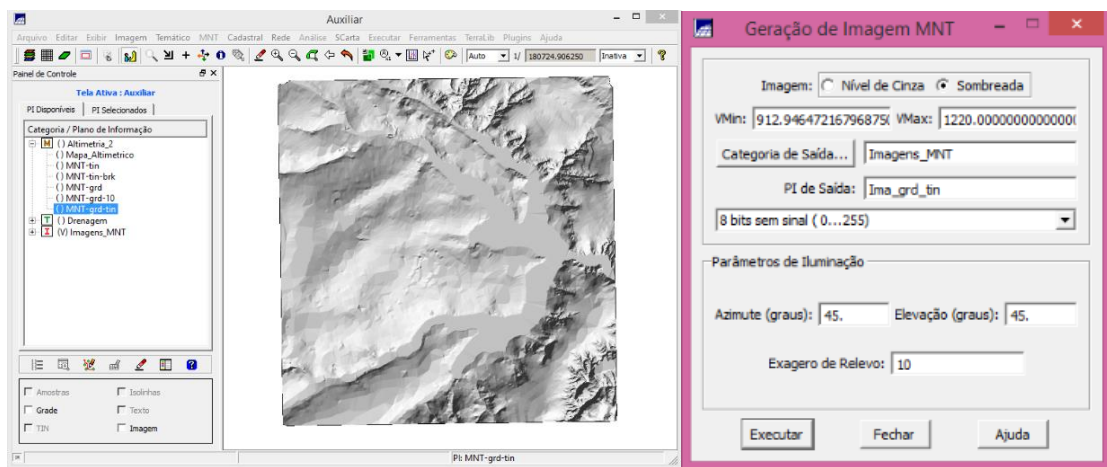 Auxiliar
Arquivo Editar Exibir Imagem Temático MNT Cadastral Rede Análise SCarta Executar Ferramentas TerraLib Plugins Ajuda
Auto 1/ 180724.906250 Inativa
Painel de Controle
Tela Ativa : Auxiliar
PI Disponíveis PI Selecionados
Categoria / Plano de Informação
M () Altimetria_2
() Mapa_Altimetrico
() MNT-tin
() MNT-tin-brk
() MNT-grd
() MNT-grd-10
() MNT-grd-tin
T () Drenagem
I (V) Imagens_MNT
Amostras Isolinhas
Grade Texto
TIN Imagem
PI: MNT-grd-tin
Geração de Imagem MNT
Imagem: Nível de Cinza Sombreada
VMin: 912.94647216796875( VMax: 1220.0000000000000(
Categoria de Saída... Imagens_MNT
PI de Saída: Ima_grd_tin
8 bits sem sinal ( 0...255)
Parâmetros de Iluminação
Azimute (graus): 45. Elevação (graus): 45.
Exagero de Relevo: 10
Executar Fechar Ajuda